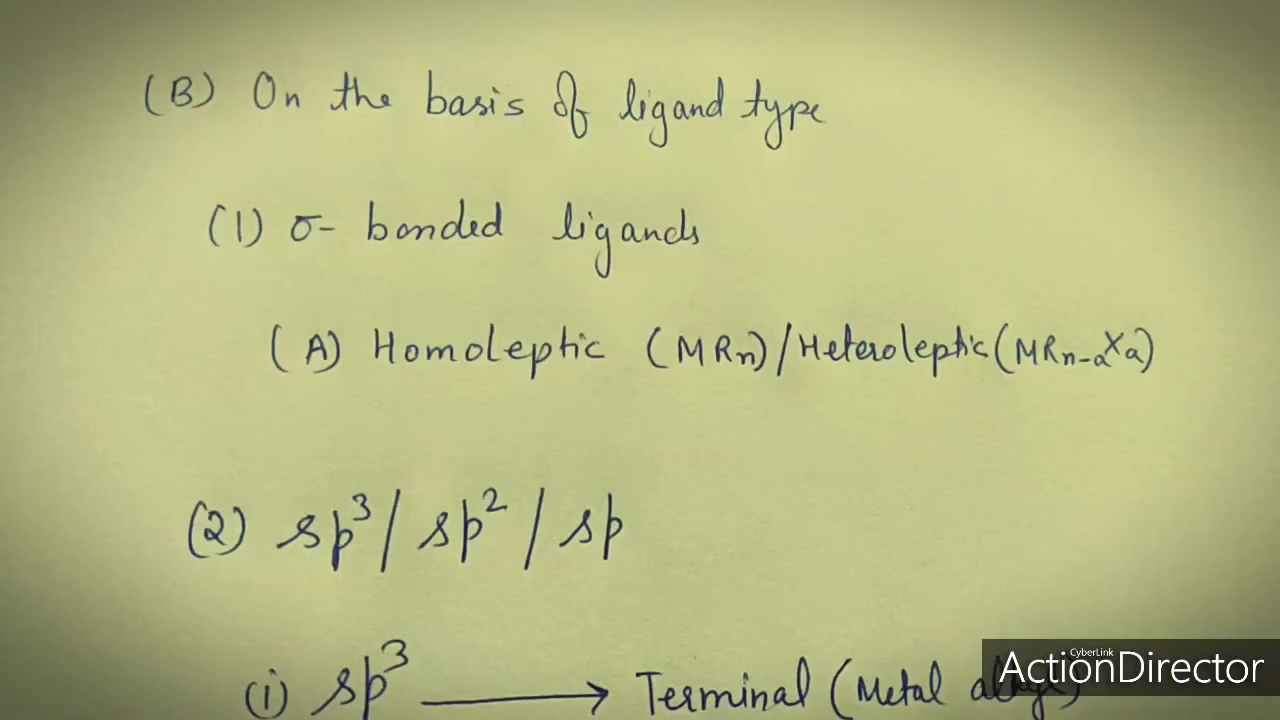 (B) On the basis of ligand type
(1) σ- bonded ligands
(A) Homoleptic (MRn)/Heteroleptic (MRn-aXa)
(2) sp³/ sp² / sp
(i) sp³ ⟶ Terminal (Metal
CyberLink
ActionDirector